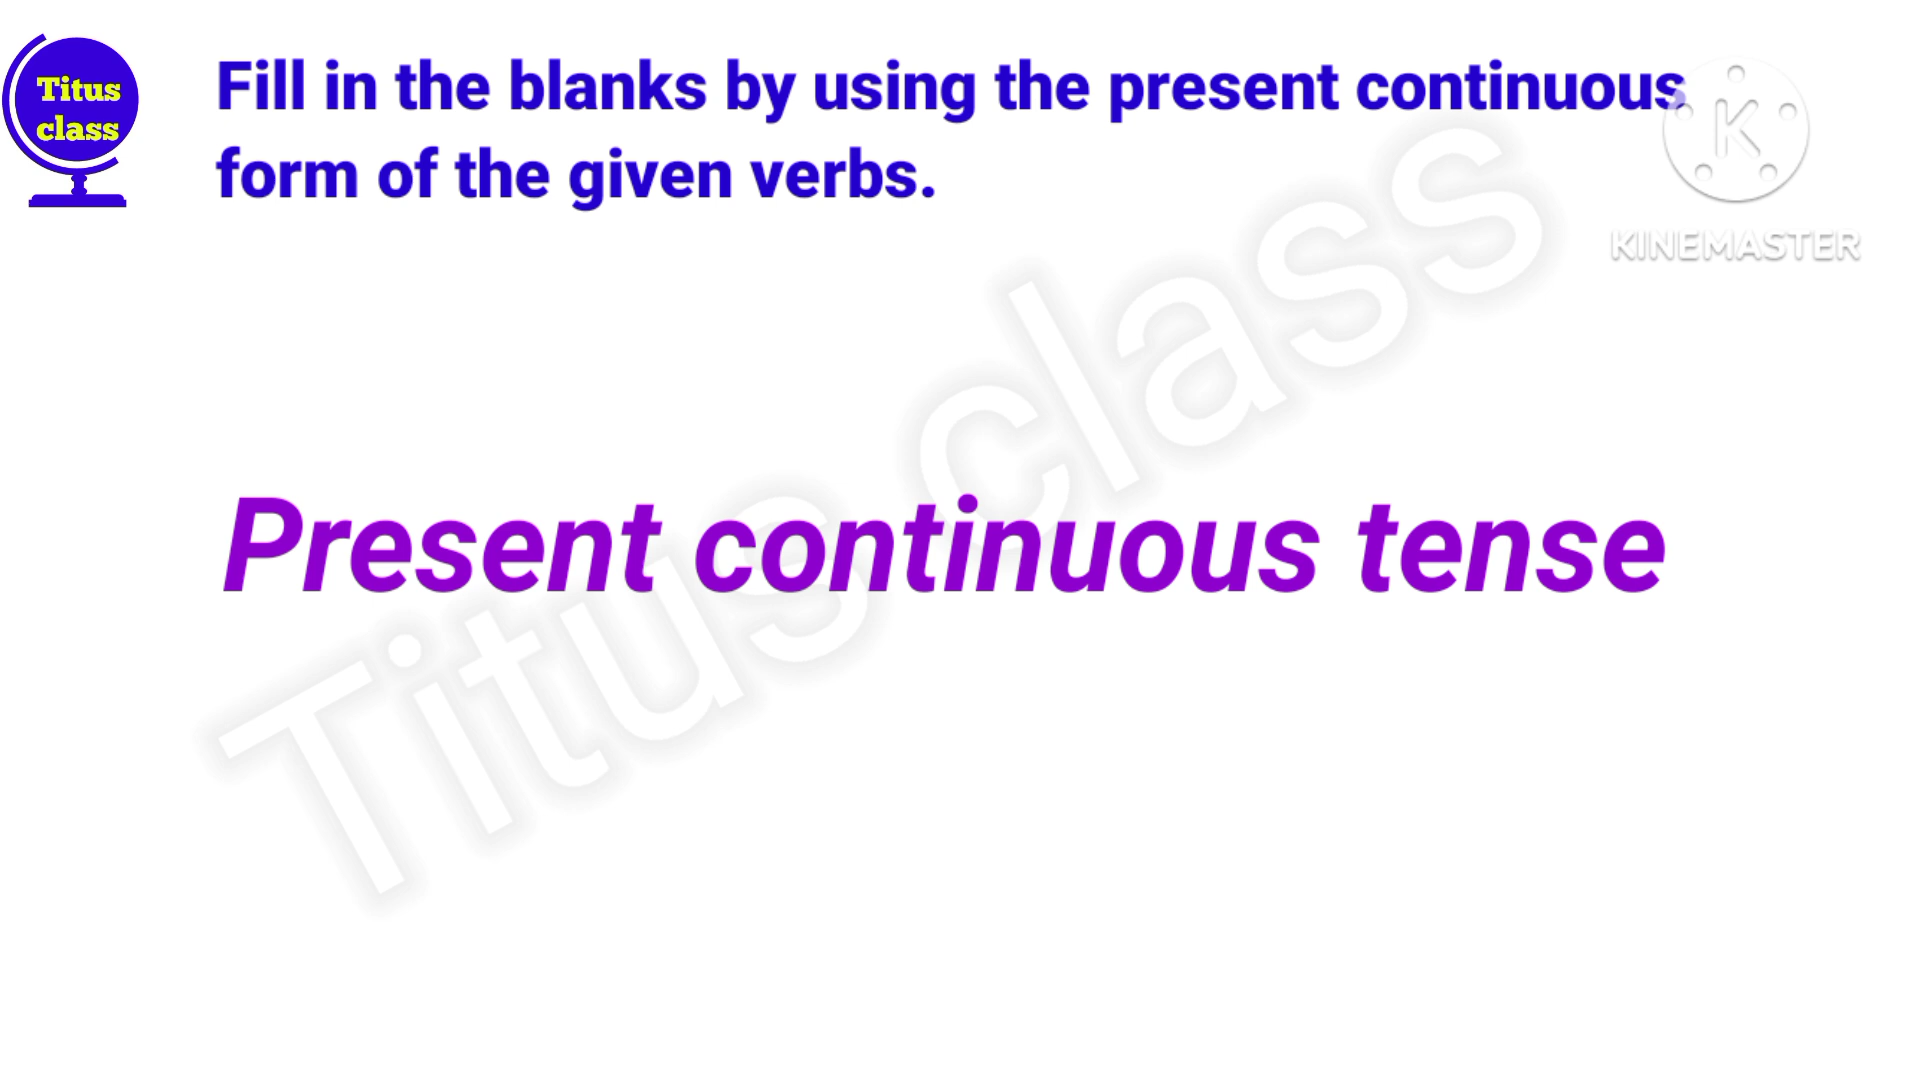 Titus
class
Fill in the blanks by using the present continuous
form of the given verbs.
K
KINEMASTER
Present continuous tense
Titus class